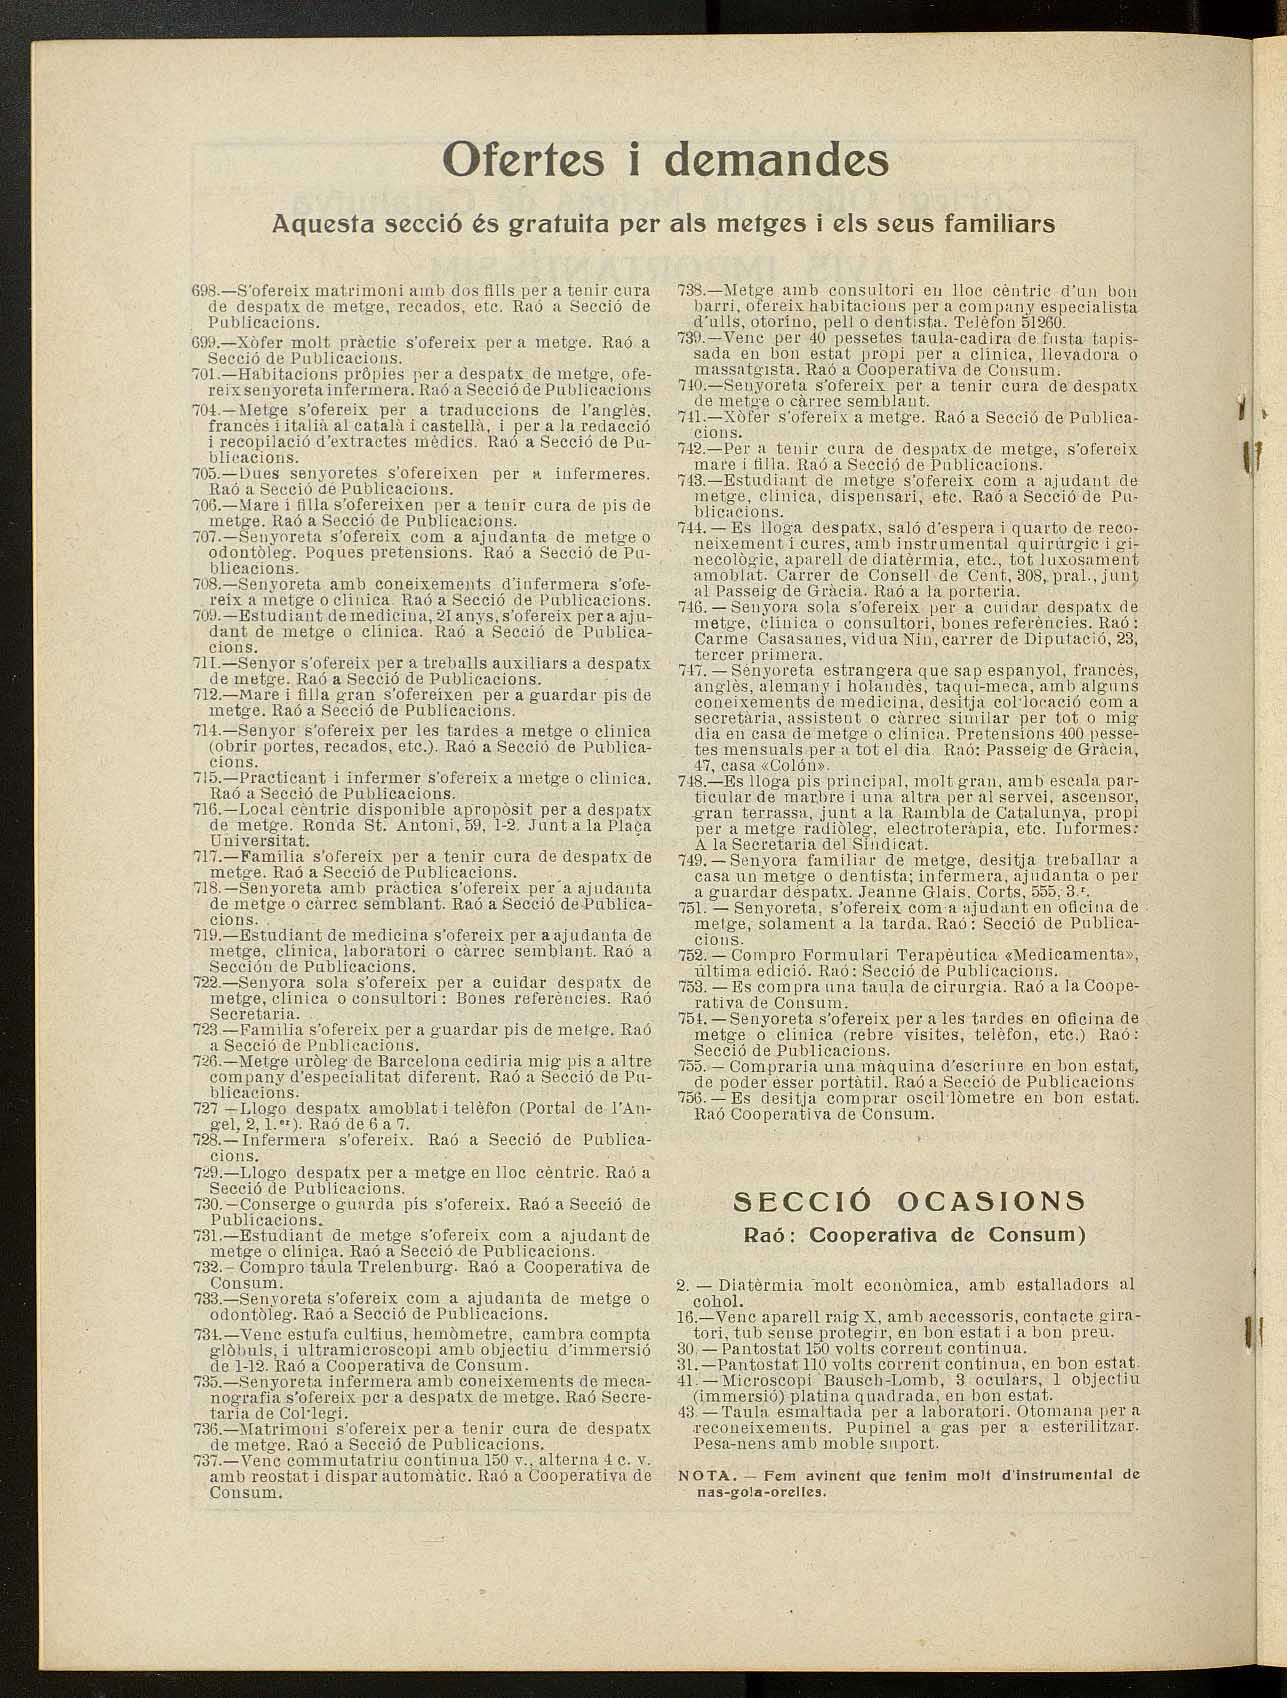 Ofertes i demandes
Aquesta secció és gratuita per als metges i els seus familiars
698.—S'ofereix matrimoni amb dos fills per a tenir cura
de despatx de metge, recados, etc. Raó a Secció de
Publicacions.
699.—Xòfer molt pràctic s'ofereix per a metge. Raó a
Secció de Publicacions.
701.—Habitacions pròpies per a despatx de metge, ofe-
reix senyoreta infermera. Raó a Secció de Publicacions
704.—Metge s'ofereix per a traduccions de l'anglès,
francès i italià al català i castellà, i per a la redacció
i recopilació d'extractes mèdics. Raó a Secció de Pu-
blicacions.
705.—Dues senyoretes s'ofereixen per a infermeres.
Raó a Secció de Publicacions.
706.—Mare i filla s'ofereixen per a tenir cura de pis de
metge. Raó a Secció de Publicacions.
707.—Senyoreta s'ofereix com a ajudanta de metge o
odontòleg. Poques pretensions. Raó a Secció de Pu-
blicacions.
708.—Senyoreta amb coneixements d'infermera s'ofe-
reix a metge o clinica. Raó a Secció de Publicacions.
709.—Estudiant de medicina, 21 anys, s'ofereix per a aju-
dant de metge o clinica. Raó a Secció de Publica-
cions.
711.—Senyor s'ofereix per a treballs auxiliars a despatx
de metge. Raó a Secció de Publicacions.
712.—Mare i filla gran s'ofereixen per a guardar pis de
metge. Raó a Secció de Publicacions.
714.—Senyor s'ofereix per les tardes a metge o clinica
(obrir portes, recados, etc.). Raó a Secció de Publica-
cions.
715.—Practicant i infermer s'ofereix a metge o clinica.
Raó a Secció de Publicacions.
716.—Local cèntric disponible apropòsit per a despatx
de metge. Ronda St. Antoni, 59, 1-2. Junt a la Plaça
Universitat.
717.—Familia s'ofereix per a tenir cura de despatx de
metge. Raó a Secció de Publicacions.
718.—Senyoreta amb pràctica s'ofereix per a ajudanta
de metge o càrrec semblant. Raó a Secció de Publica-
cions.
719.—Estudiant de medicina s'ofereix per a ajudanta de
metge, clinica, laboratori o càrrec semblant. Raó a
Sección de Publicacions.
722.—Senyora sola s'ofereix per a cuidar despatx de
metge, clinica o consultori: Bones referències. Raó
Secretaria.
723—Familia s'ofereix per a guardar pis de metge. Raó
a Secció de Publicacions.
726.—Metge uròleg de Barcelona cediria mig pis a altre
company d'especialitat diferent. Raó a Secció de Pu-
blicacions.
727—Llogo despatx amoblat i telèfon (Portal de l'An-
gel, 2, 1.er). Raó de 6 a 7.
728.—Infermera s'ofereix. Raó a Secció de Publica-
cions.
729.—Llogo despatx per a metge en lloc cèntric. Raó a
Secció de Publicacions.
730.—Conserge o guarda pis s'ofereix. Raó a Secció de
Publicacions.
731.—Estudiant de metge s'ofereix com a ajudant de
metge o clinica. Raó a Secció de Publicacions.
732.—Compro taula Trelenburg. Raó a Cooperativa de
Consum.
733.—Senyoreta s'ofereix com a ajudanta de metge o
odontòleg. Raó a Secció de Publicacions.
734.—Venc estufa cultius, hemòmetre, cambra compta
glòbuls, i ultramicroscopi amb objectiu d'immersió
de 1-12. Raó a Cooperativa de Consum.
735.—Senyoreta infermera amb coneixements de meca-
nografia s'ofereix per a despatx de metge. Raó Secre-
taria de Col·legi.
736.—Matrimoni s'ofereix per a tenir cura de despatx
de metge. Raó a Secció de Publicacions.
737.—Venc commutatriu continua 150 v., alterna 4 c. v.
amb reostat i dispar automàtic. Raó a Cooperativa de
Consum.
738.—Metge amb consultori en lloc cèntric d'un bon
barri, ofereix habitacions per a company especialista
d'ulls, otorino, pell o dentista. Telèfon 51260.
739.—Venc per 40 pessetes taula-cadira de fusta tapis-
sada en bon estat propi per a clinica, llevadora o
massatgista. Raó a Cooperativa de Consum.
740.—Senyoreta s'ofereix per a tenir cura de despatx
de metge o càrrec semblant.
741.—Xòfer s'ofereix a metge. Raó a Secció de Publica-
cions.
742.—Per a tenir cura de despatx de metge, s'ofereix
mare i filla. Raó a Secció de Publicacions.
743.—Estudiant de metge s'ofereix com a ajudant de
metge, clinica, dispensari, etc. Raó a Secció de Pu-
blicacions.
744.—Es lloga despatx, saló d'espera i quarto de reco-
neixement i cures, amb instrumental quirúrgic i gi-
necològic, aparell de diatèrmia, etc., tot luxosament
amoblat. Carrer de Consell de Cent, 308, pral., junt
al Passeig de Gràcia. Raó a la porteria.
746.—Senyora sola s'ofereix per a cuidar despatx de
metge, clinica o consultori, bones referències. Raó:
Carme Casasanes, vidua Nin, carrer de Diputació, 23,
tercer primera.
747.—Senyoreta estrangera que sap espanyol, francès,
anglès, alemany i holandès, taqui-meca, amb alguns
coneixements de medicina, desitja col·locació com a
secretària, assistent o càrrec similar per tot o mig
dia en casa de metge o clinica. Pretensions 400 pesse-
tes mensuals per a tot el dia. Raó: Passeig de Gràcia,
47, casa «Colón».
748.—Es lloga pis principal, molt gran, amb escala par-
ticular de marbre i una altra per al servei, ascensor,
gran terrassa, junt a la Rambla de Catalunya, propi
per a metge radiòleg, electroteràpia, etc. Informes:
A la Secretaria del Sindicat.
749.—Senyora familiar de metge, desitja treballar a
casa un metge o dentista; infermera, ajudanta o per
a guardar despatx. Jeanne Glais, Corts, 555, 3.r.
751.—Senyoreta, s'ofereix com a ajudant en oficina de
metge, solament a la tarda. Raó: Secció de Publica-
cions.
752.—Compro Formulari Terapèutica «Medicamenta»,
última edició. Raó: Secció de Publicacions.
753.—Es compra una taula de cirurgia. Raó a la Coope-
rativa de Consum.
754.—Senyoreta s'ofereix per a les tardes en oficina de
metge o clinica (rebre visites, telèfon, etc.) Raó:
Secció de Publicacions.
755.—Compraria una màquina d'escriure en bon estat,
de poder ésser portàtil. Raó a Secció de Publicacions
756.—Es desitja comprar oscil·lòmetre en bon estat.
Raó Cooperativa de Consum.
SECCIÓ OCASIONS
Raó: Cooperativa de Consum)
2. — Diatèrmia molt econòmica, amb estalladors al
cohol.
16.—Venc aparell raig X, amb accessoris, contacte gira-
tori, tub sense protegir, en bon estat i a bon preu.
30.—Pantostat 150 volts corrent continua.
31.—Pantostat 110 volts corrent continua, en bon estat.
41.—Microscopi Bausch-Lomb, 3 oculars, 1 objectiu
(immersió) platina quadrada, en bon estat.
43.—Taula esmaltada per a laboratori. Otomana per a
reconeixements. Pupinel a gas per a esterilitzar.
Pesa-nens amb moble suport.
NOTA. — Fem avinent que tenim molt d'instrumental de
nas-gola-orelles.